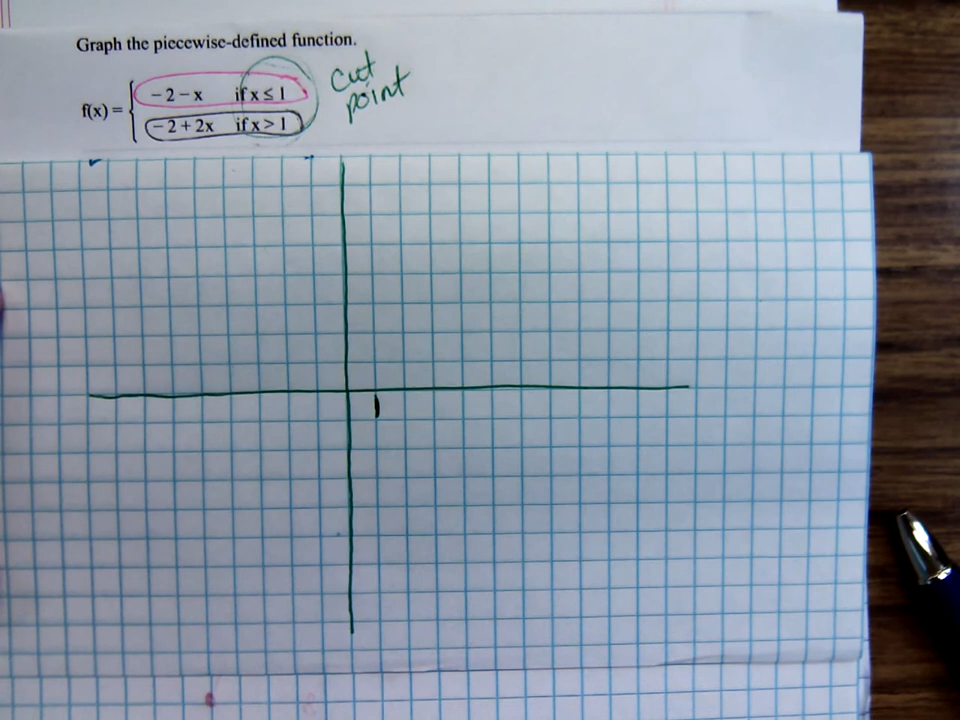 Graph the piecewise-defined function.
f(x) = { -2 - x if x ≤ 1
-2 + 2x if x > 1
cut
point
1